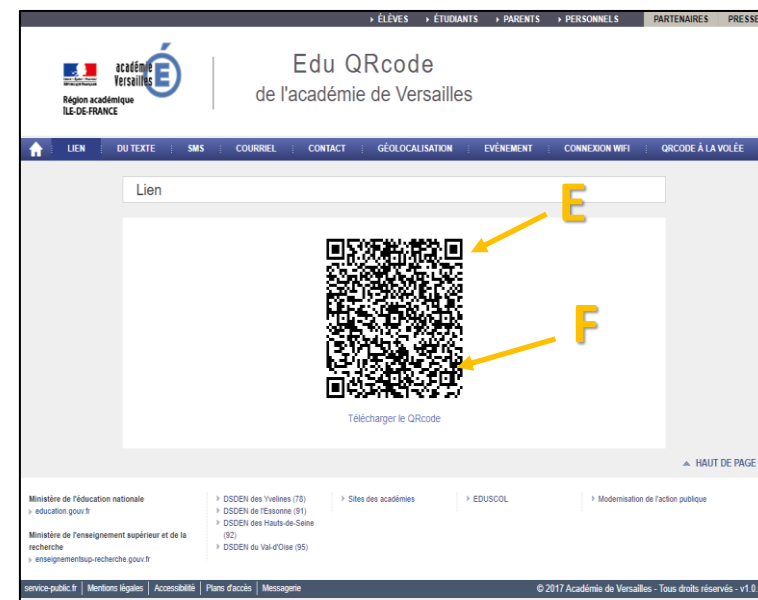 ÉLÈVES ÉTUDIANTS PARENTS PERSONNELS PARTENAIRES PRESSE
académie
Versailles
É
Région académique
ÎLE-DE-FRANCE
Edu QRcode
de l'académie de Versailles
LIEN DU TEXTE SMS COURRIEL CONTACT GÉOLOCALISATION EVÉNEMENT CONNEXION WIFI QRCODE À LA VOLÉE
Lien
E
F
Télécharger le QRcode
HAUT DE PAGE
Ministère de l'éducation nationale
education.gouv.fr
Ministère de l'enseignement supérieur et de la
recherche
enseignementsup-recherche.gouv.fr
DSDEN des Yvelines (78)
DSDEN de l'Essonne (91)
DSDEN des Hauts-de-Seine
(92)
DSDEN du Val-d'Oise (95)
Sites des académies
EDUSCOL
Modernisation de l'action publique
service-public.fr | Mentions légales | Accessibilité | Plans d'accès | Messagerie
© 2017 Académie de Versailles - Tous droits réservés - v1.0.